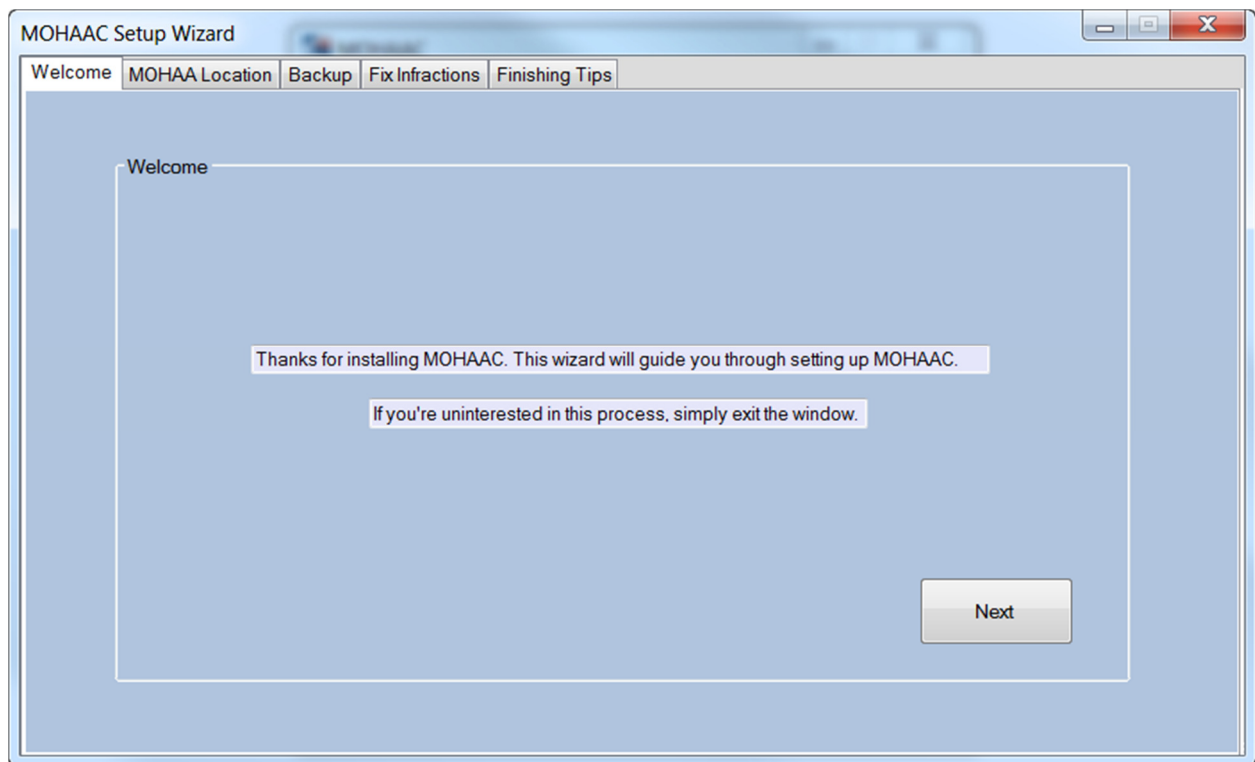 MOHAAC Setup Wizard
Welcome MOHAA Location Backup Fix Infractions Finishing Tips
Welcome
Thanks for installing MOHAAC. This wizard will guide you through setting up MOHAAC.
If you're uninterested in this process, simply exit the window.
Next